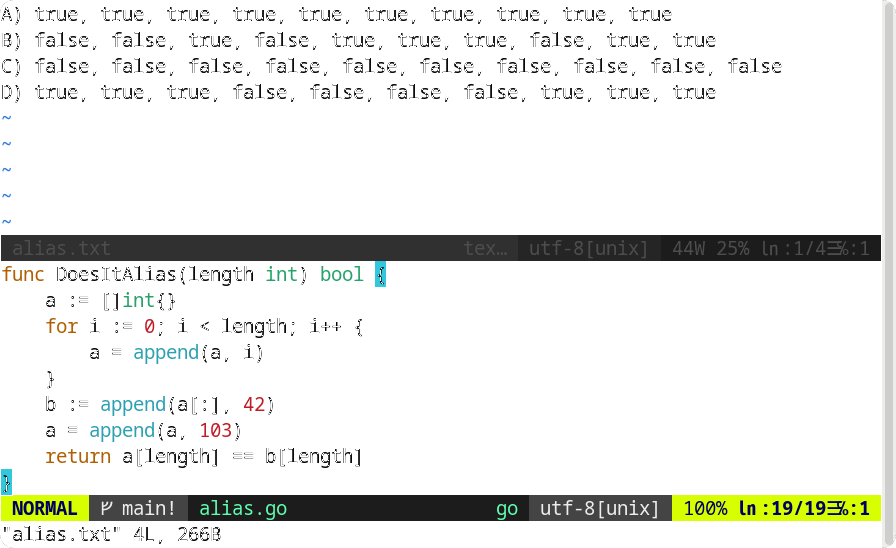 A) true, true, true, true, true, true, true, true, true, true
B) false, false, true, false, true, true, true, false, true, true
C) false, false, false, false, false, false, false, false, false, false
D) true, true, true, false, false, false, false, true, true, true
~
~
~
~
~
alias.txt tex… utf-8[unix] 44W 25% ln :1/4☰%:1
func DoesItAlias(length int) bool {
    a := []int{}
    for i := 0; i < length; i++ {
        a = append(a, i)
    }
    b := append(a[:], 42)
    a = append(a, 103)
    return a[length] == b[length]
}
NORMAL main! alias.go go utf-8[unix] 100% ln :19/19☰%:1
"alias.txt" 4L, 266B